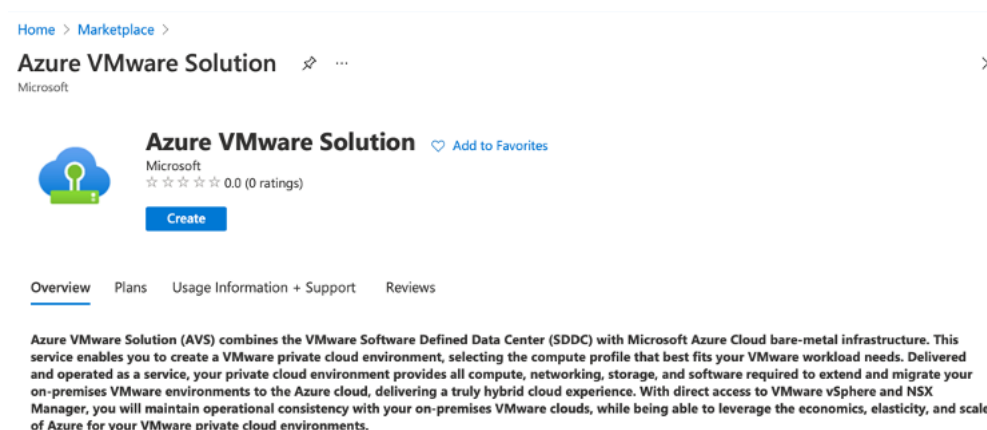 Home > Marketplace >
Azure VMware Solution ...
Microsoft
Azure VMware Solution Add to Favorites
Microsoft
0.0 (0 ratings)
Create
Overview Plans Usage Information + Support Reviews
Azure VMware Solution (AVS) combines the VMware Software Defined Data Center (SDDC) with Microsoft Azure Cloud bare-metal infrastructure. This
service enables you to create a VMware private cloud environment, selecting the compute profile that best fits your VMware workload needs. Delivered
and operated as a service, your private cloud environment provides all compute, networking, storage, and software required to extend and migrate your
on-premises VMware environments to the Azure cloud, delivering a truly hybrid cloud experience. With direct access to VMware vSphere and NSX
Manager, you will maintain operational consistency with your on-premises VMware clouds, while being able to leverage the economics, elasticity, and scale
of Azure for your VMware private cloud environments.